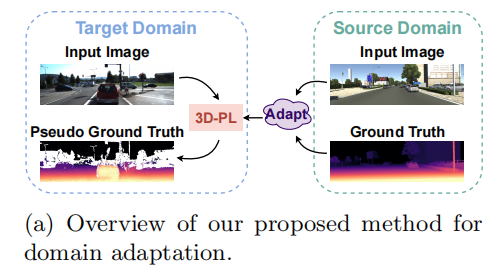 Target Domain
Input Image
Pseudo Ground Truth
3D-PL
Adapt
Source Domain
Input Image
Ground Truth
(a) Overview of our proposed method for
domain adaptation.